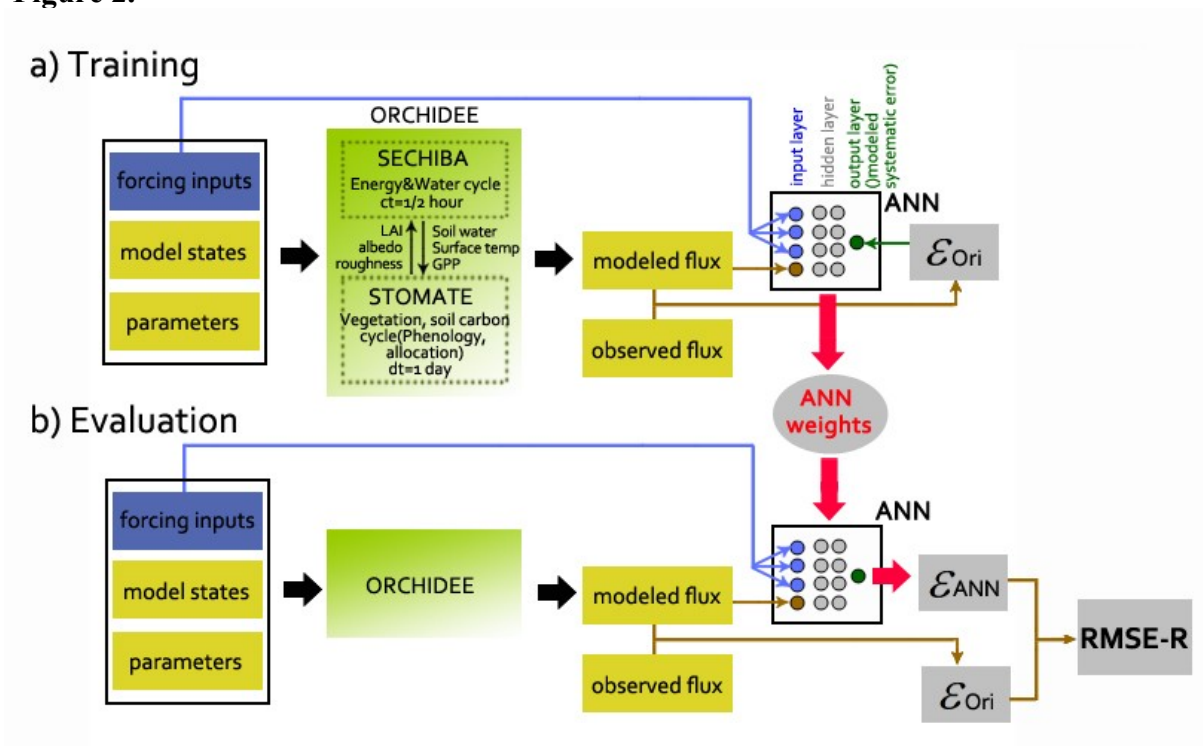 Figure 2.
a) Training
forcing inputs
model states
parameters
ORCHIDEE
SECHIBA
Energy&Water cycle
ct=1/2 hour
LAI
albedo
roughness
Soil water
Surface temp
GPP
STOMATE
Vegetation, soil carbon
cycle(Phenology,
allocation)
dt=1 day
modeled flux
observed flux
input layer
hidden layer
output layer
()modeled
systematic error)
ANN
εOri
ANN
weights
b) Evaluation
forcing inputs
model states
parameters
ORCHIDEE
modeled flux
observed flux
ANN
εANN
εOri
RMSE-R